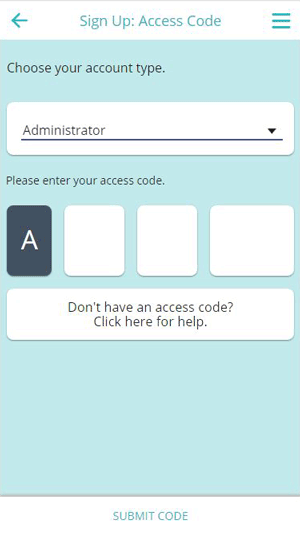 Sign Up: Access Code
Choose your account type.
Administrator
Please enter your access code.
A
Don't have an access code?
Click here for help.
SUBMIT CODE